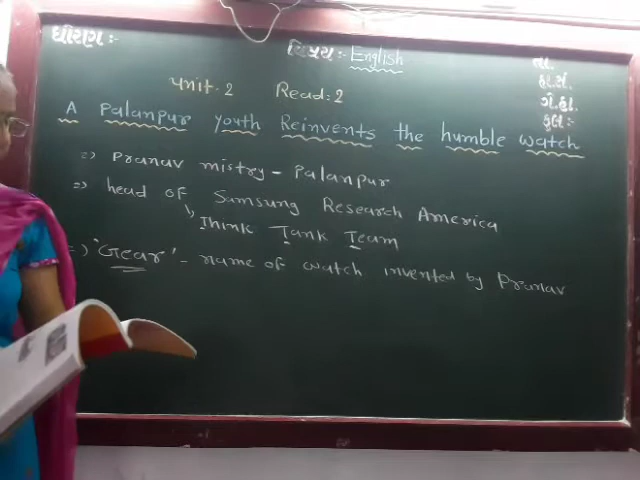 ધોરણ :-
વિષય :- English
તા.
હા.સં.
ગે.હા.
કુલ :-
unit. 2 Read: 2
A Palanpur youth Reinvents the humble watch
⇒ Pranav mistry - Palanpur
⇒ head of Samsung Research America
↳ Think Tank Team
⇒ 'Gear' - name of watch invented by Pranav